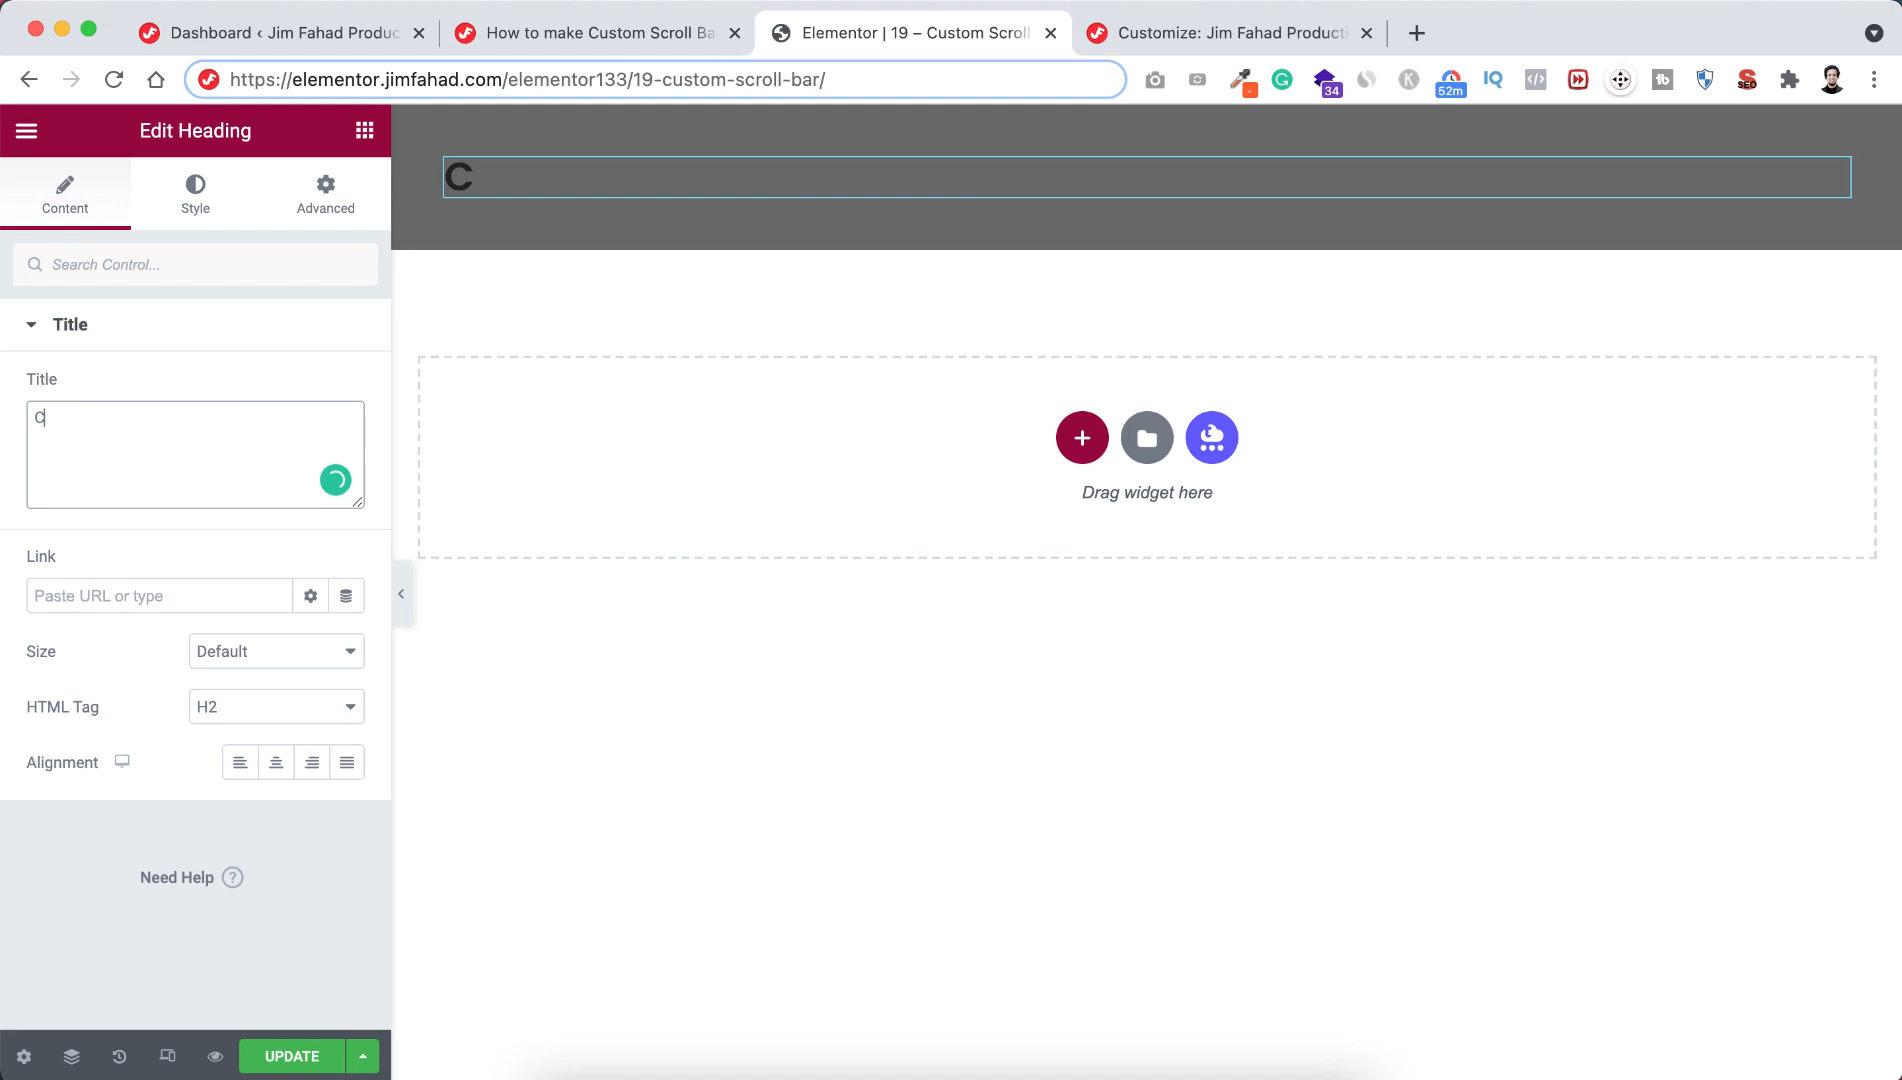 Dashboard ‹ Jim Fahad Produc
How to make Custom Scroll Ba
Elementor | 19 – Custom Scroll
Customize: Jim Fahad Producti
https://elementor.jimfahad.com/elementor133/19-custom-scroll-bar/
34
52m
IQ
K
tb
SEO
Edit Heading
Content
Style
Advanced
C
Search Control...
Title
Title
C
Link
Paste URL or type
Size
Default
HTML Tag
H2
Alignment
Need Help ?
UPDATE
Drag widget here